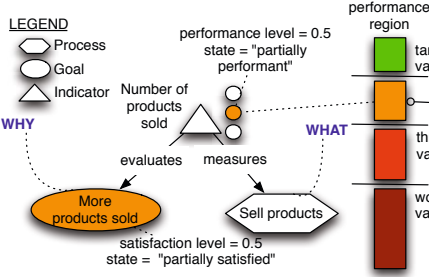 LEGEND
Process
Goal
Indicator
performance level = 0.5
state = "partially
performant"
performance
region
Number of
products
sold
WHY
WHAT
evaluates
measures
More
products sold
Sell products
satisfaction level = 0.5
state = "partially satisfied"